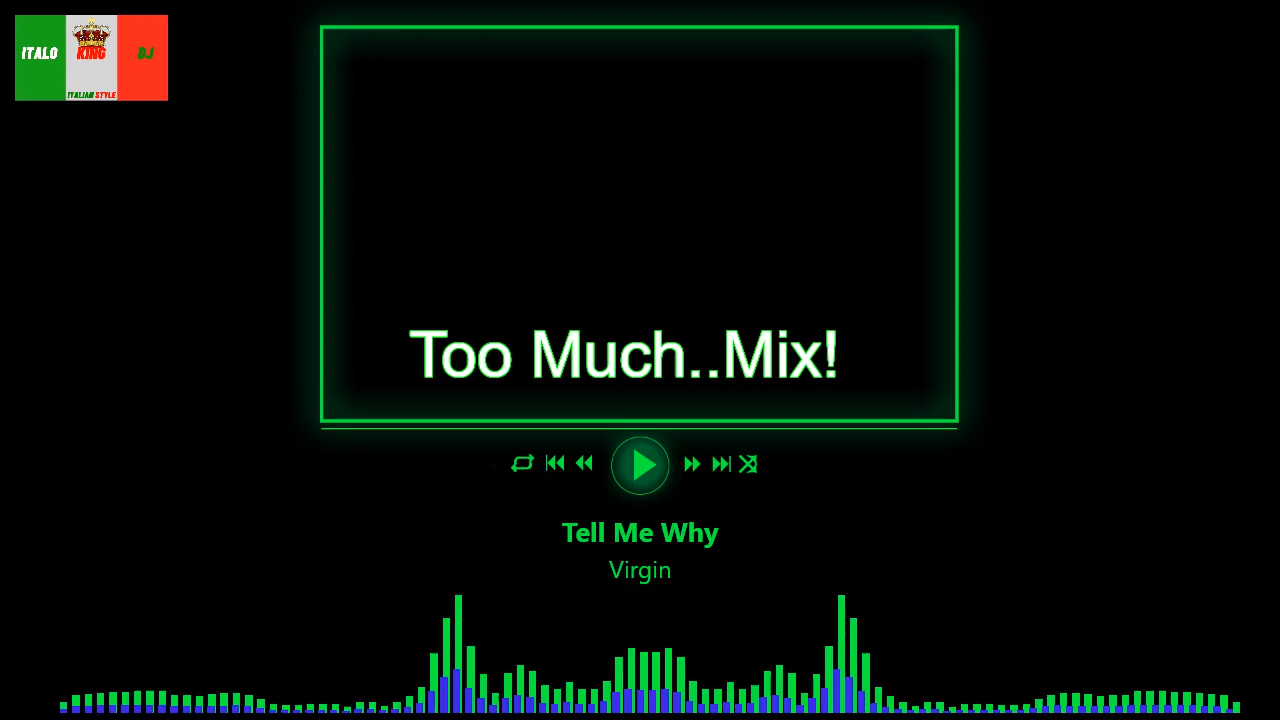 ITALO KING DJ
ITALIAN STYLE
Too Much..Mix!
Tell Me Why
Virgin